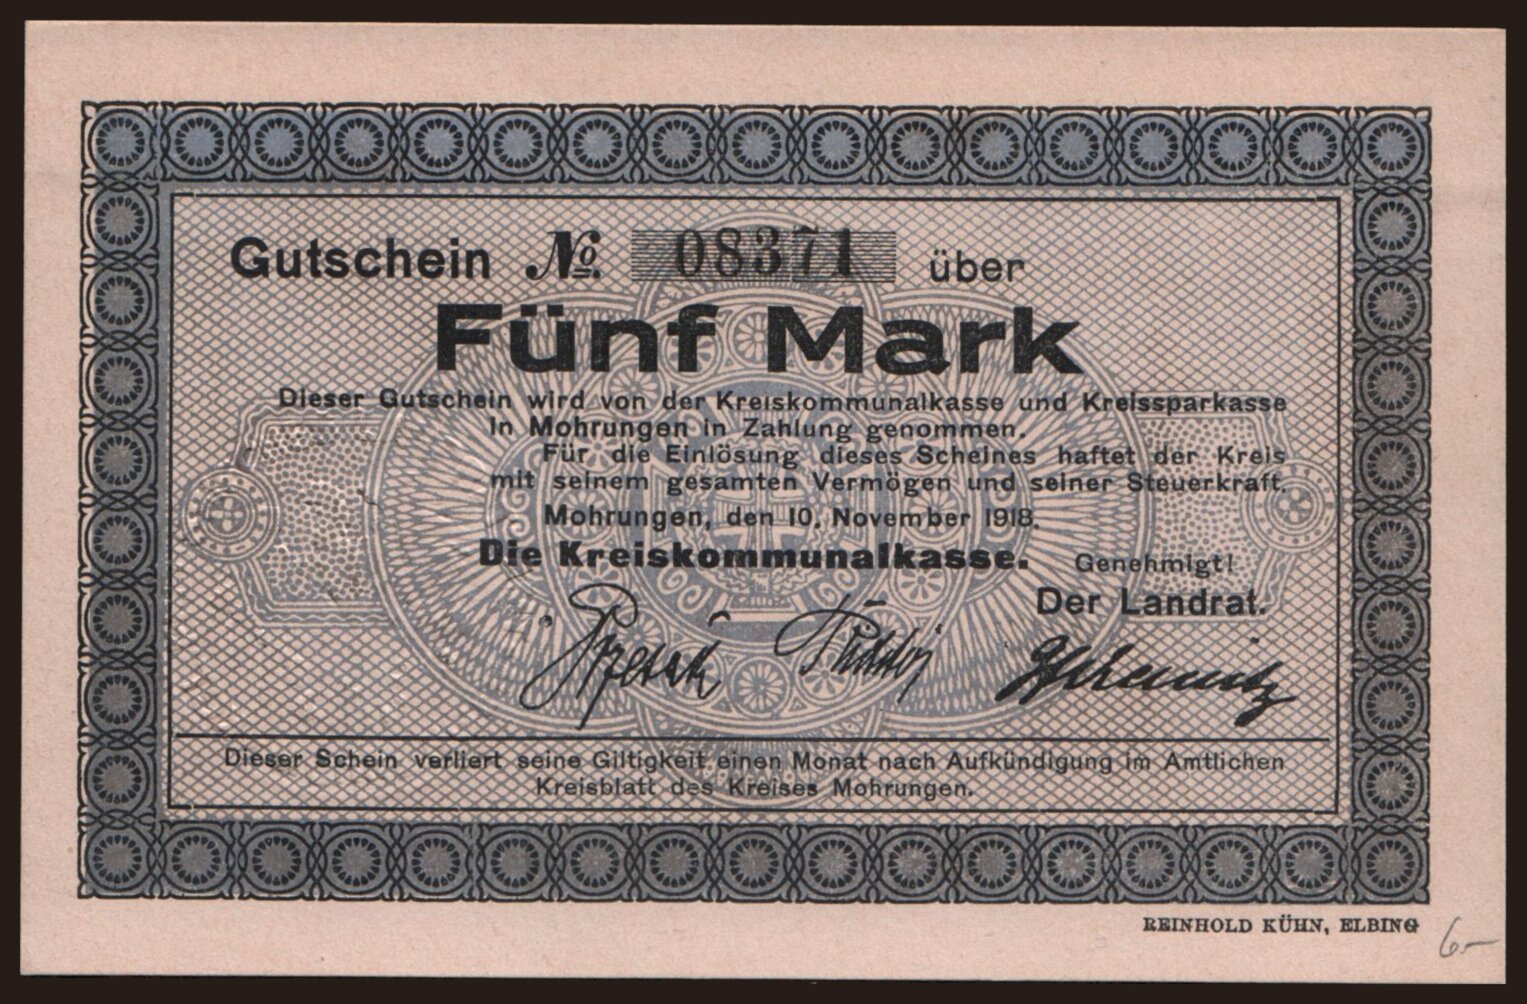 Gutschein No. 08371 über
Fünf Mark
Dieser Gutschein wird von der Kreiskommunalkasse und Kreissparkasse
in Mohrungen in Zahlung genommen.
Für die Einlösung dieses Scheines haftet der Kreis
mit seinem gesamten Vermögen und seiner Steuerkraft.
Mohrungen, den 10. November 1918.
Die Kreiskommunalkasse.
Genehmigt!
Der Landrat.
Dieser Schein verliert seine Giltigkeit einen Monat nach Aufkündigung im Amtlichen
Kreisblatt des Kreises Mohrungen.
REINHOLD KÜHN, ELBING
6.-